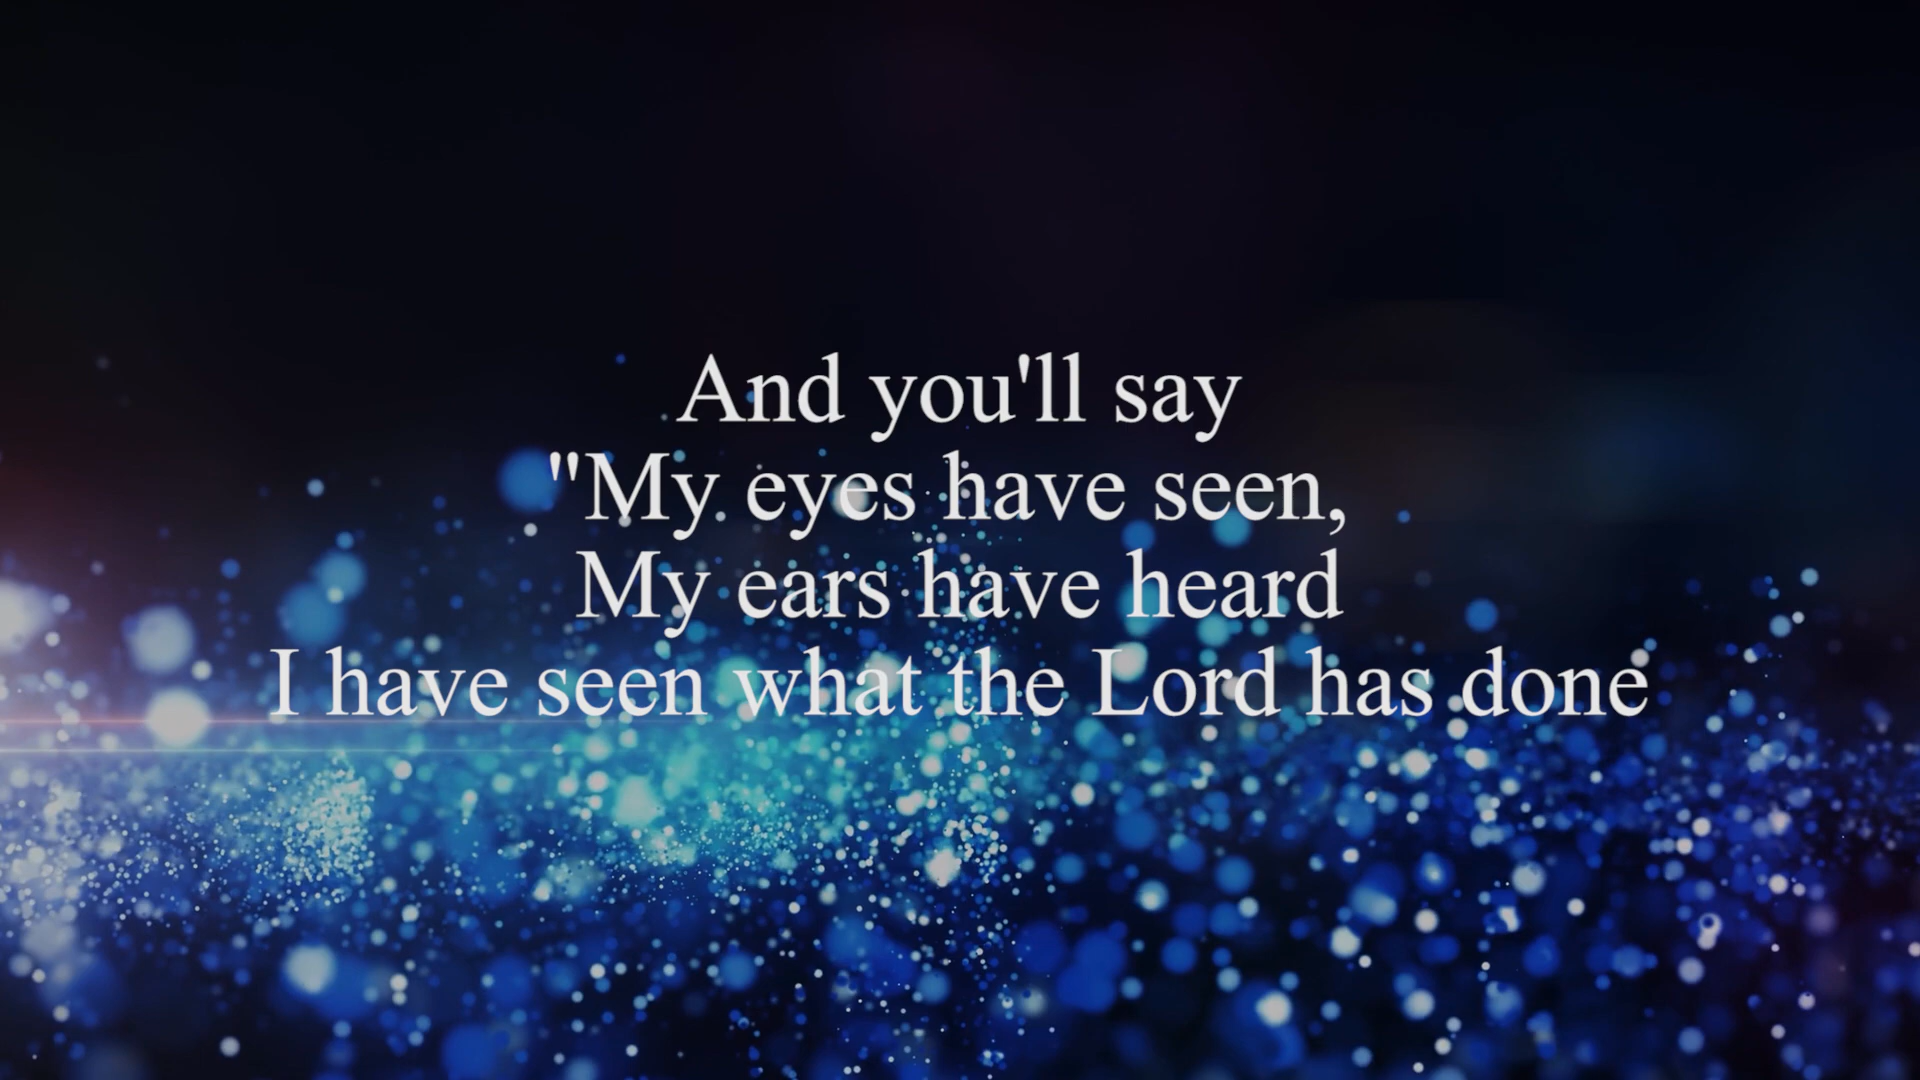 And you'll say
"My eyes have seen,
My ears have heard
I have seen what the Lord has done